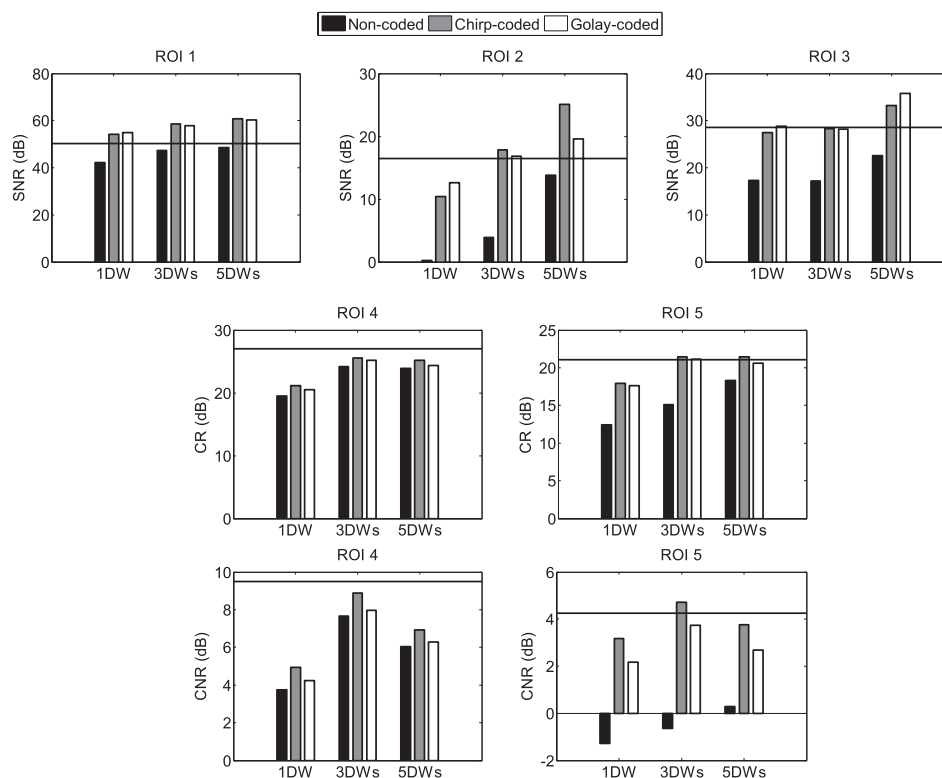 Non-coded Chirp-coded Golay-coded
ROI 1
SNR (dB)
80
60
40
20
0
1DW 3DWs 5DWs
ROI 2
SNR (dB)
30
20
10
0
1DW 3DWs 5DWs
ROI 3
SNR (dB)
40
30
20
10
0
1DW 3DWs 5DWs
ROI 4
CR (dB)
30
20
10
0
1DW 3DWs 5DWs
ROI 5
CR (dB)
25
20
15
10
5
0
1DW 3DWs 5DWs
ROI 4
CNR (dB)
10
8
6
4
2
0
1DW 3DWs 5DWs
ROI 5
CNR (dB)
6
4
2
0
-2
1DW 3DWs 5DWs